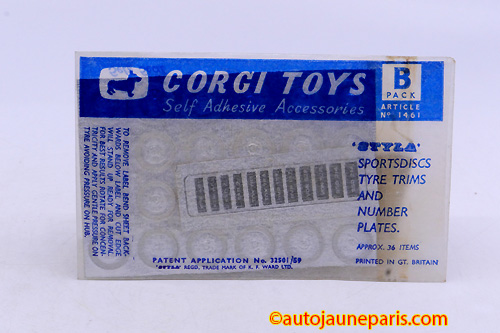 CORGI TOYS
Self Adhesive Accessories
B
PACK
ARTICLE
No 1461
TO REMOVE LABEL BEND SHEET BACK-
WARDS BELOW LABEL AND CUT EDGE
WILL STAND UP READY FOR REMOVAL.
FOR BEST RESULTS ROTATE FOR CONCEN-
TRICITY AND APPLY GENTLE PRESSURE ON
TYRE AVOIDING PRESSURE ON HUB.
'STYLA'
SPORTSDISCS
TYRE TRIMS
AND
NUMBER
PLATES.
APPROX. 36 ITEMS
PRINTED IN GT. BRITAIN
PATENT APPLICATION No. 32501/59
'STYLA' REGD. TRADE MARK OF K. F. WARD LTD.
©autojauneparis.com